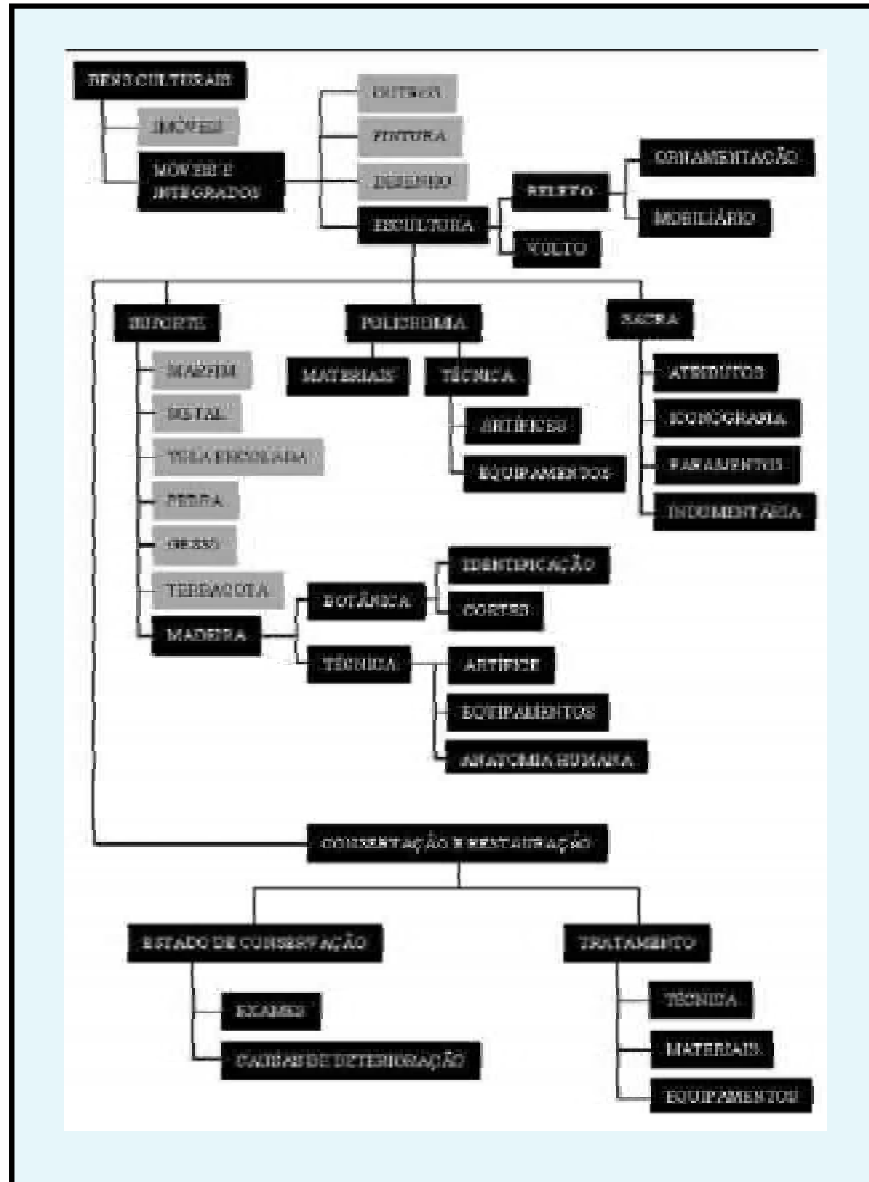 BENS CULTURAIS
IMÓVEIS
MÓVEIS E
INTEGRADOS
OUTROS
PINTURA
DESENHO
ESCULTURA
RELEVO
VULTO
ORNAMENTAÇÃO
MOBILIÁRIO
SUPORTE
MARFIM
METAL
TELA ENCOLADA
PEDRA
GESSO
TERRACOTA
MADEIRA
BOTÂNICA
IDENTIFICAÇÃO
CORTES
TÉCNICA
ARTÍFICE
EQUIPAMENTOS
ANATOMIA HUMANA
POLICROMIA
MATERIAIS
TÉCNICA
ARTÍFICES
EQUIPAMENTOS
SACRA
ATRIBUTOS
ICONOGRAFIA
PARAMENTOS
INDUMENTÁRIA
CONSERVAÇÃO E RESTAURAÇÃO
ESTADO DE CONSERVAÇÃO
EXAMES
CAUSAS DE DETERIORAÇÃO
TRATAMENTO
TÉCNICA
MATERIAIS
EQUIPAMENTOS